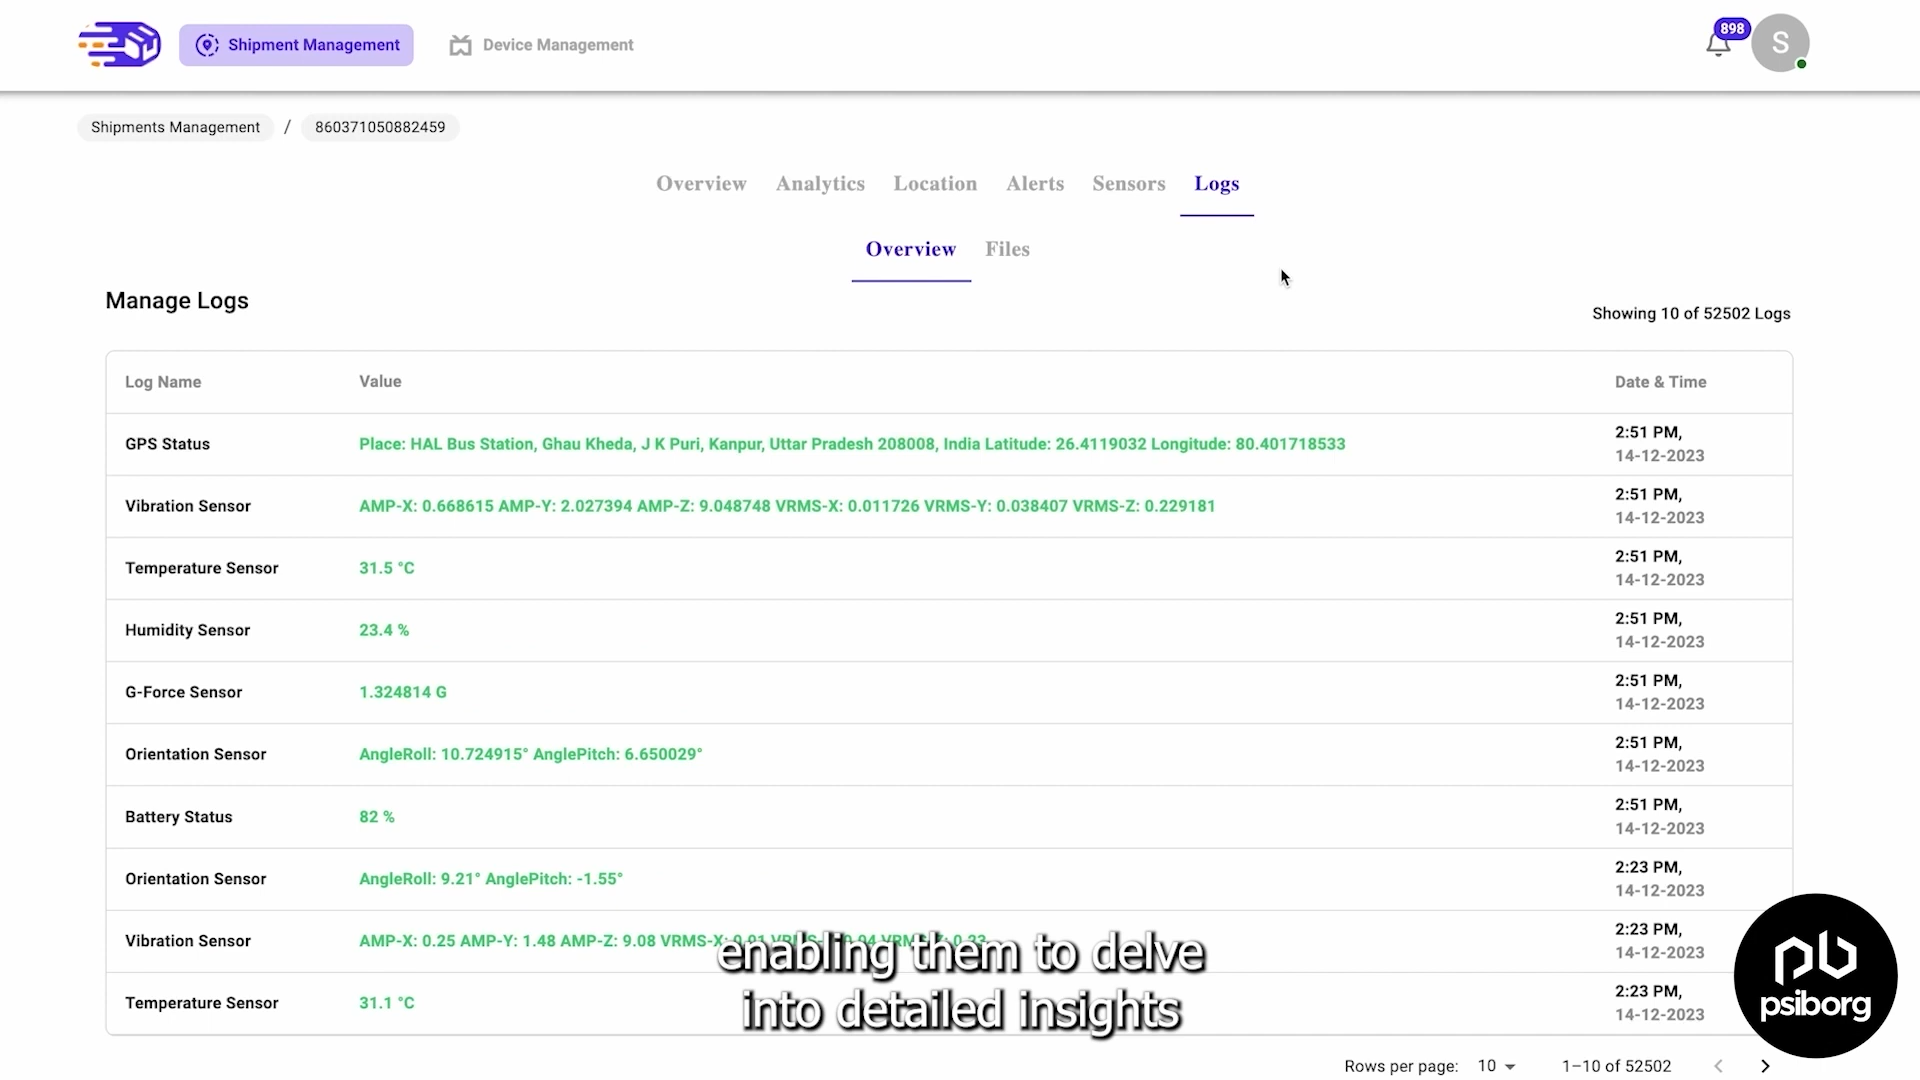 Shipment Management
Device Management
898
S
Shipments Management / 860371050882459
Overview Analytics Location Alerts Sensors Logs
Overview Files
Manage Logs
Showing 10 of 52502 Logs
Log Name Value Date & Time
GPS Status Place: HAL Bus Station, Ghau Kheda, J K Puri, Kanpur, Uttar Pradesh 208008, India Latitude: 26.4119032 Longitude: 80.401718533 2:51 PM,
14-12-2023
Vibration Sensor AMP-X: 0.668615 AMP-Y: 2.027394 AMP-Z: 9.048748 VRMS-X: 0.011726 VRMS-Y: 0.038407 VRMS-Z: 0.229181 2:51 PM,
14-12-2023
Temperature Sensor 31.5 °C 2:51 PM,
14-12-2023
Humidity Sensor 23.4 % 2:51 PM,
14-12-2023
G-Force Sensor 1.324814 G 2:51 PM,
14-12-2023
Orientation Sensor AngleRoll: 10.724915° AnglePitch: 6.650029° 2:51 PM,
14-12-2023
Battery Status 82 % 2:51 PM,
14-12-2023
Orientation Sensor AngleRoll: 9.21° AnglePitch: -1.55° 2:23 PM,
14-12-2023
Vibration Sensor AMP-X: 0.25 AMP-Y: 1.48 AMP-Z: 9.08 2:23 PM,
14-12-2023
Temperature Sensor 31.1 °C 2:23 PM,
14-12-2023
enabling them to delve
into detailed insights
pb
psiborg
Rows per page: 10 1–10 of 52502